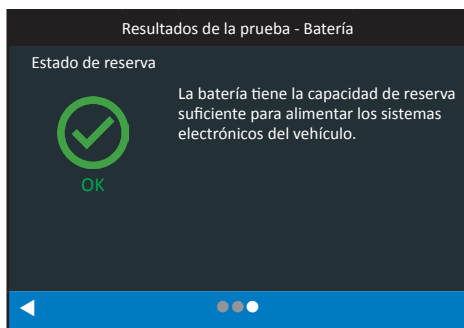 Resultados de la prueba - Batería
Estado de reserva
La batería tiene la capacidad de reserva
suficiente para alimentar los sistemas
electrónicos del vehículo.
OK